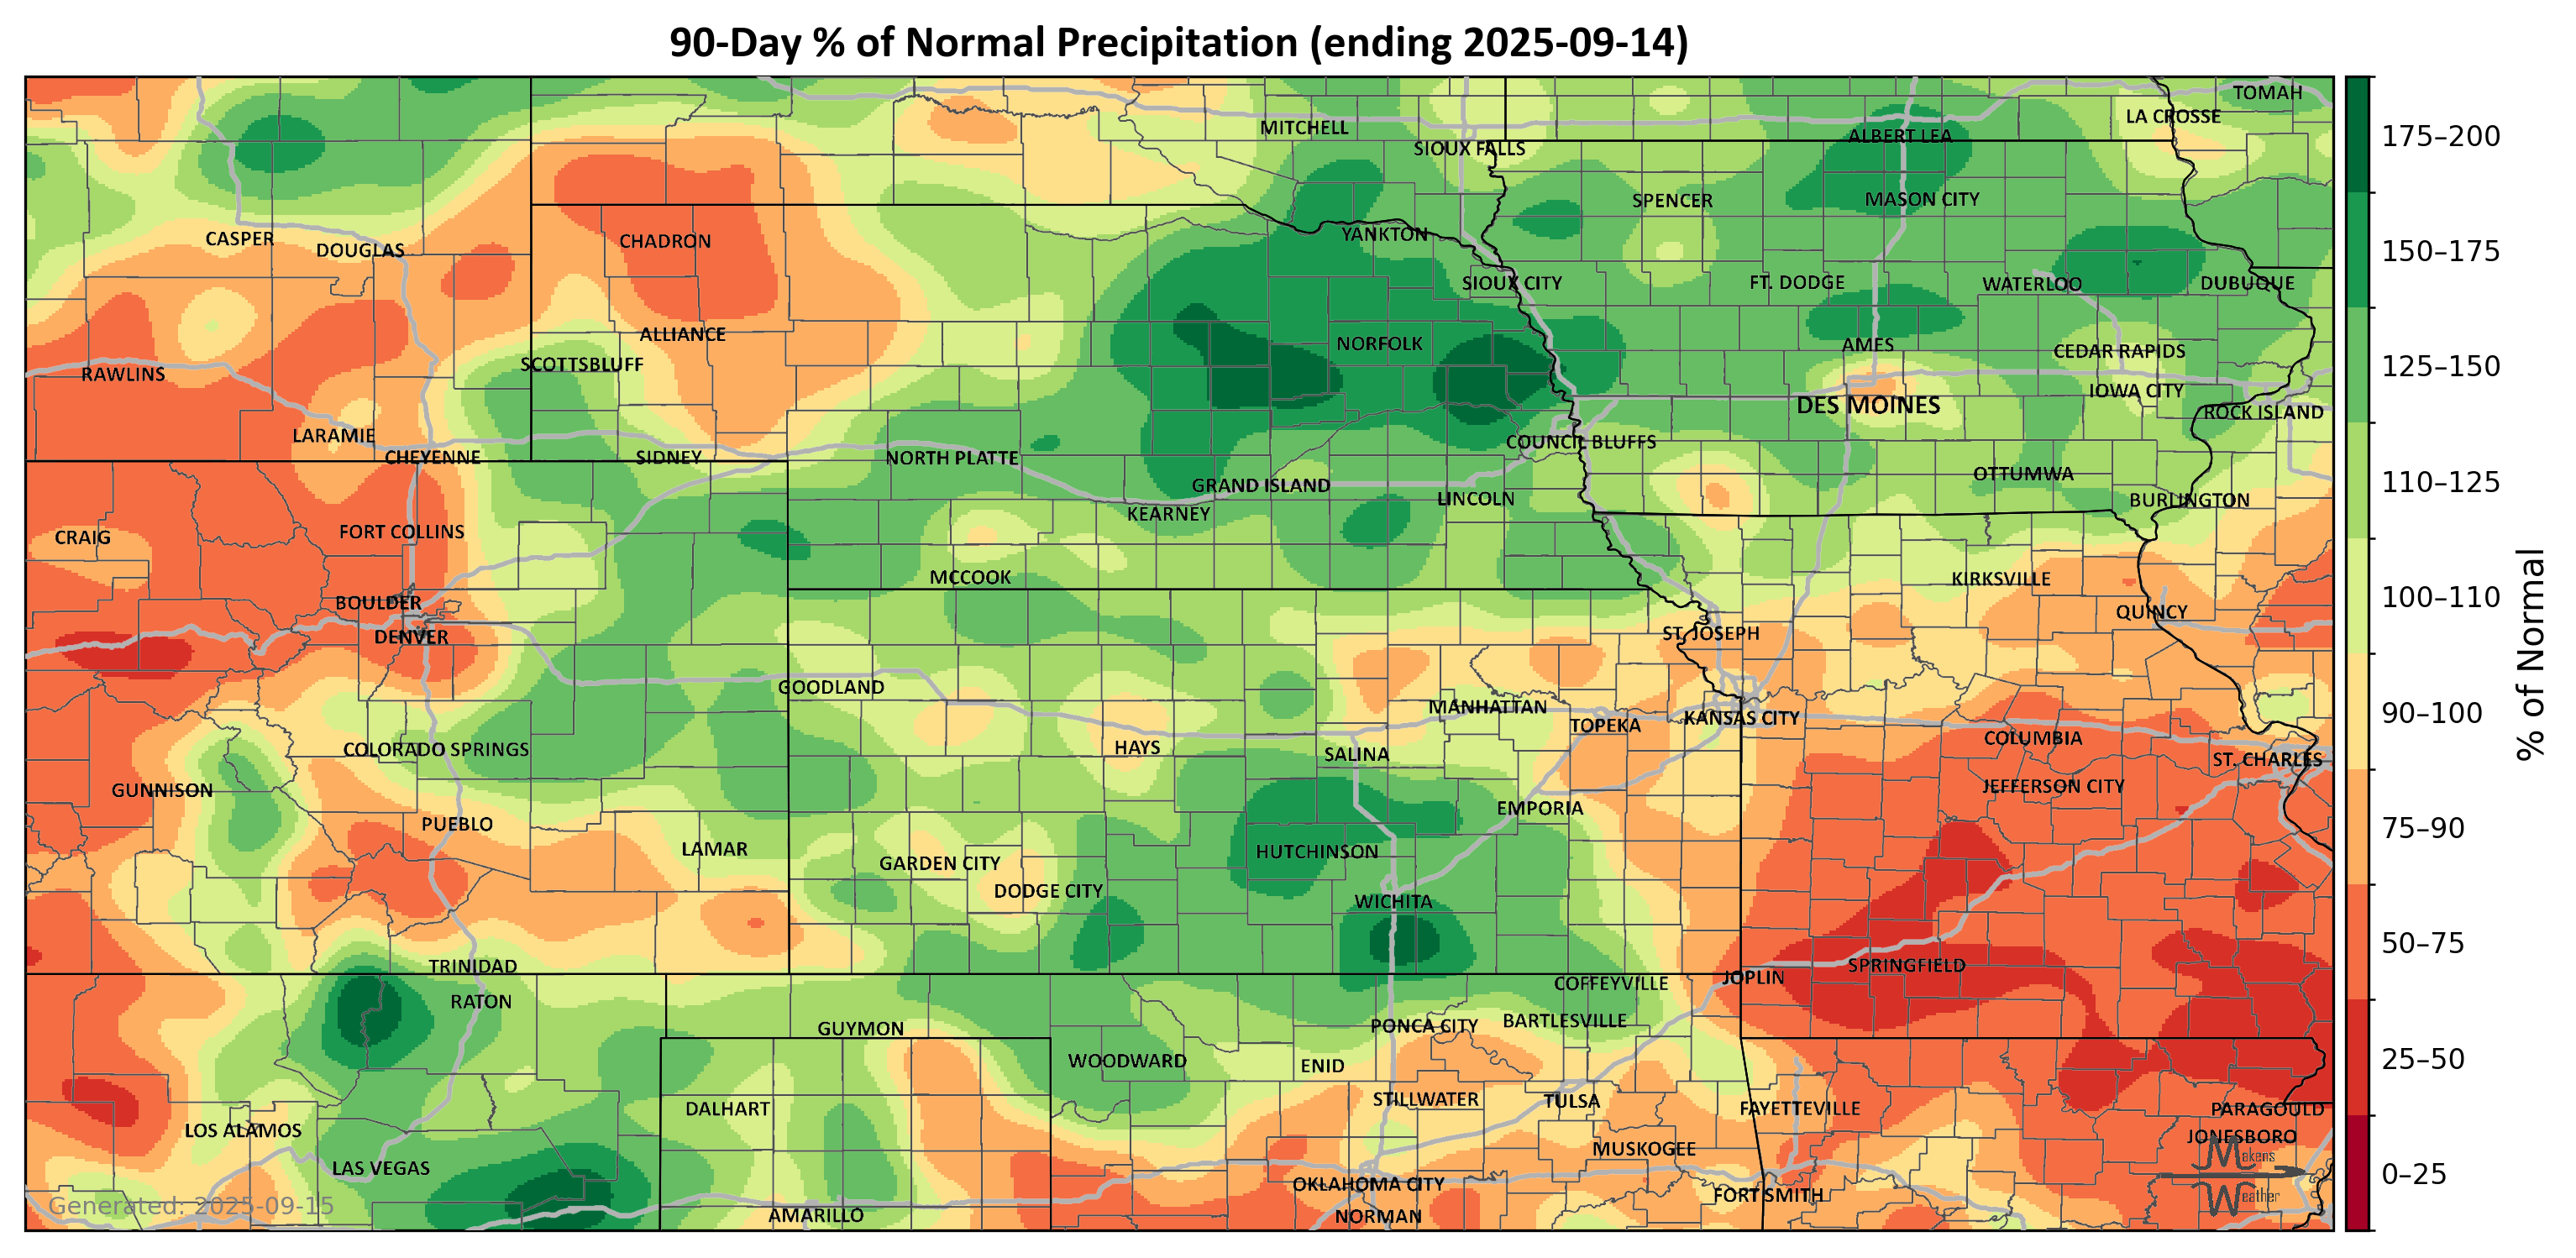 90-Day % of Normal Precipitation (ending 2025-09-14)
TOMAH
LA CROSSE
MITCHELL
ALBERT LEA
SIOUX FALLS
SPENCER
MASON CITY
YANKTON
CASPER
DOUGLAS
CHADRON
SIOUX CITY
FT. DODGE
WATERLOO
DUBUQUE
ALLIANCE
NORFOLK
AMES
CEDAR RAPIDS
SCOTTSBLUFF
RAWLINS
IOWA CITY
DES MOINES
ROCK ISLAND
LARAMIE
COUNCIL BLUFFS
CHEYENNE
SIDNEY
NORTH PLATTE
OTTUMWA
GRAND ISLAND
LINCOLN
BURLINGTON
KEARNEY
FORT COLLINS
CRAIG
MCCOOK
KIRKSVILLE
BOULDER
QUINCY
DENVER
ST. JOSEPH
GOODLAND
MANHATTAN
TOPEKA
KANSAS CITY
COLUMBIA
COLORADO SPRINGS
HAYS
SALINA
ST. CHARLES
GUNNISON
JEFFERSON CITY
EMPORIA
PUEBLO
LAMAR
HUTCHINSON
GARDEN CITY
DODGE CITY
WICHITA
TRINIDAD
SPRINGFIELD
JOPLIN
COFFEYVILLE
RATON
GUYMON
PONCA CITY
BARTLESVILLE
WOODWARD
ENID
STILLWATER
TULSA
DALHART
FAYETTEVILLE
PARAGOULD
LOS ALAMOS
JONESBORO
MUSKOGEE
LAS VEGAS
OKLAHOMA CITY
FORT SMITH
AMARILLO
NORMAN
Makens
Weather
Generated: 2025-09-15
175–200
150–175
125–150
110–125
100–110
90–100
75–90
50–75
25–50
0–25
% of Normal